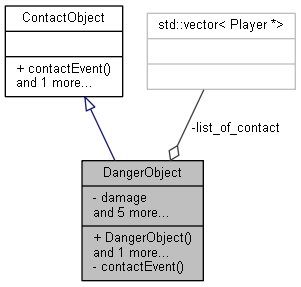 ContactObject
+ contactEvent()
and 1 more...
std::vector< Player *>
-list_of_contact
DangerObject
- damage
and 5 more...
+ DangerObject()
and 1 more...
- contactEvent()